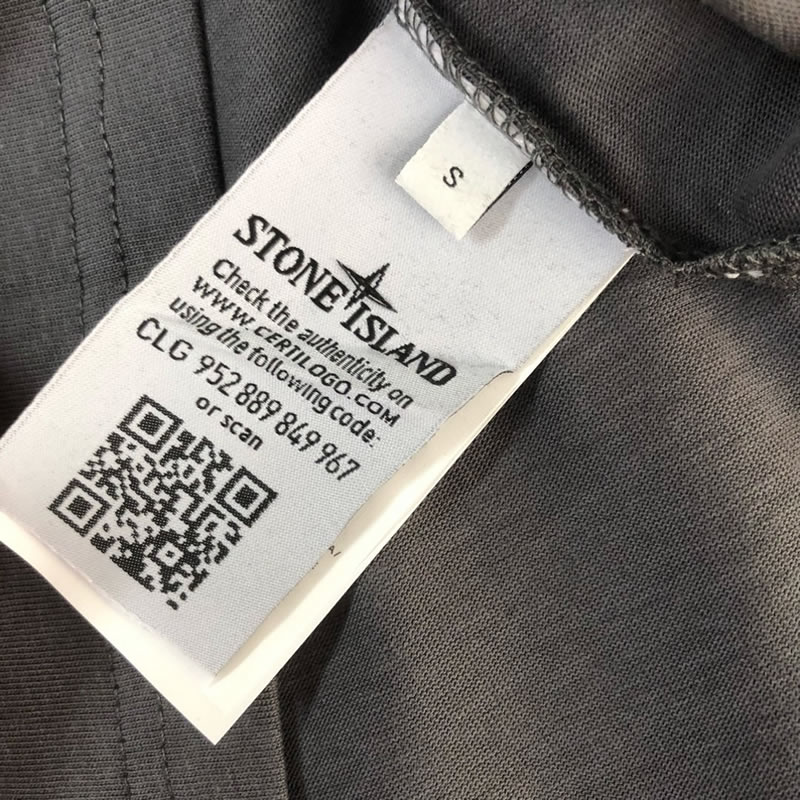 S
STONE ISLAND
Check the authenticity on
WWW.CERTILOGO.COM
using the following code:
CLG 952 889 849 967
or scan